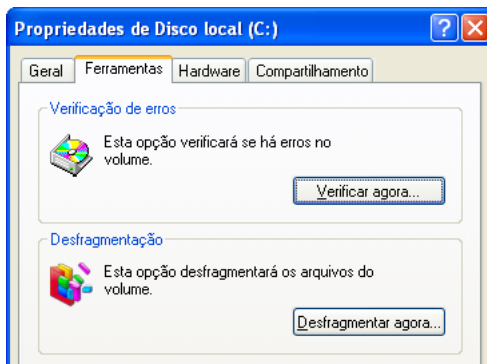 Propriedades de Disco local (C:)
Geral Ferramentas Hardware Compartilhamento
Verificação de erros
Esta opção verificará se há erros no
volume.
Verificar agora...
Desfragmentação
Esta opção desfragmentará os arquivos do
volume.
Desfragmentar agora...